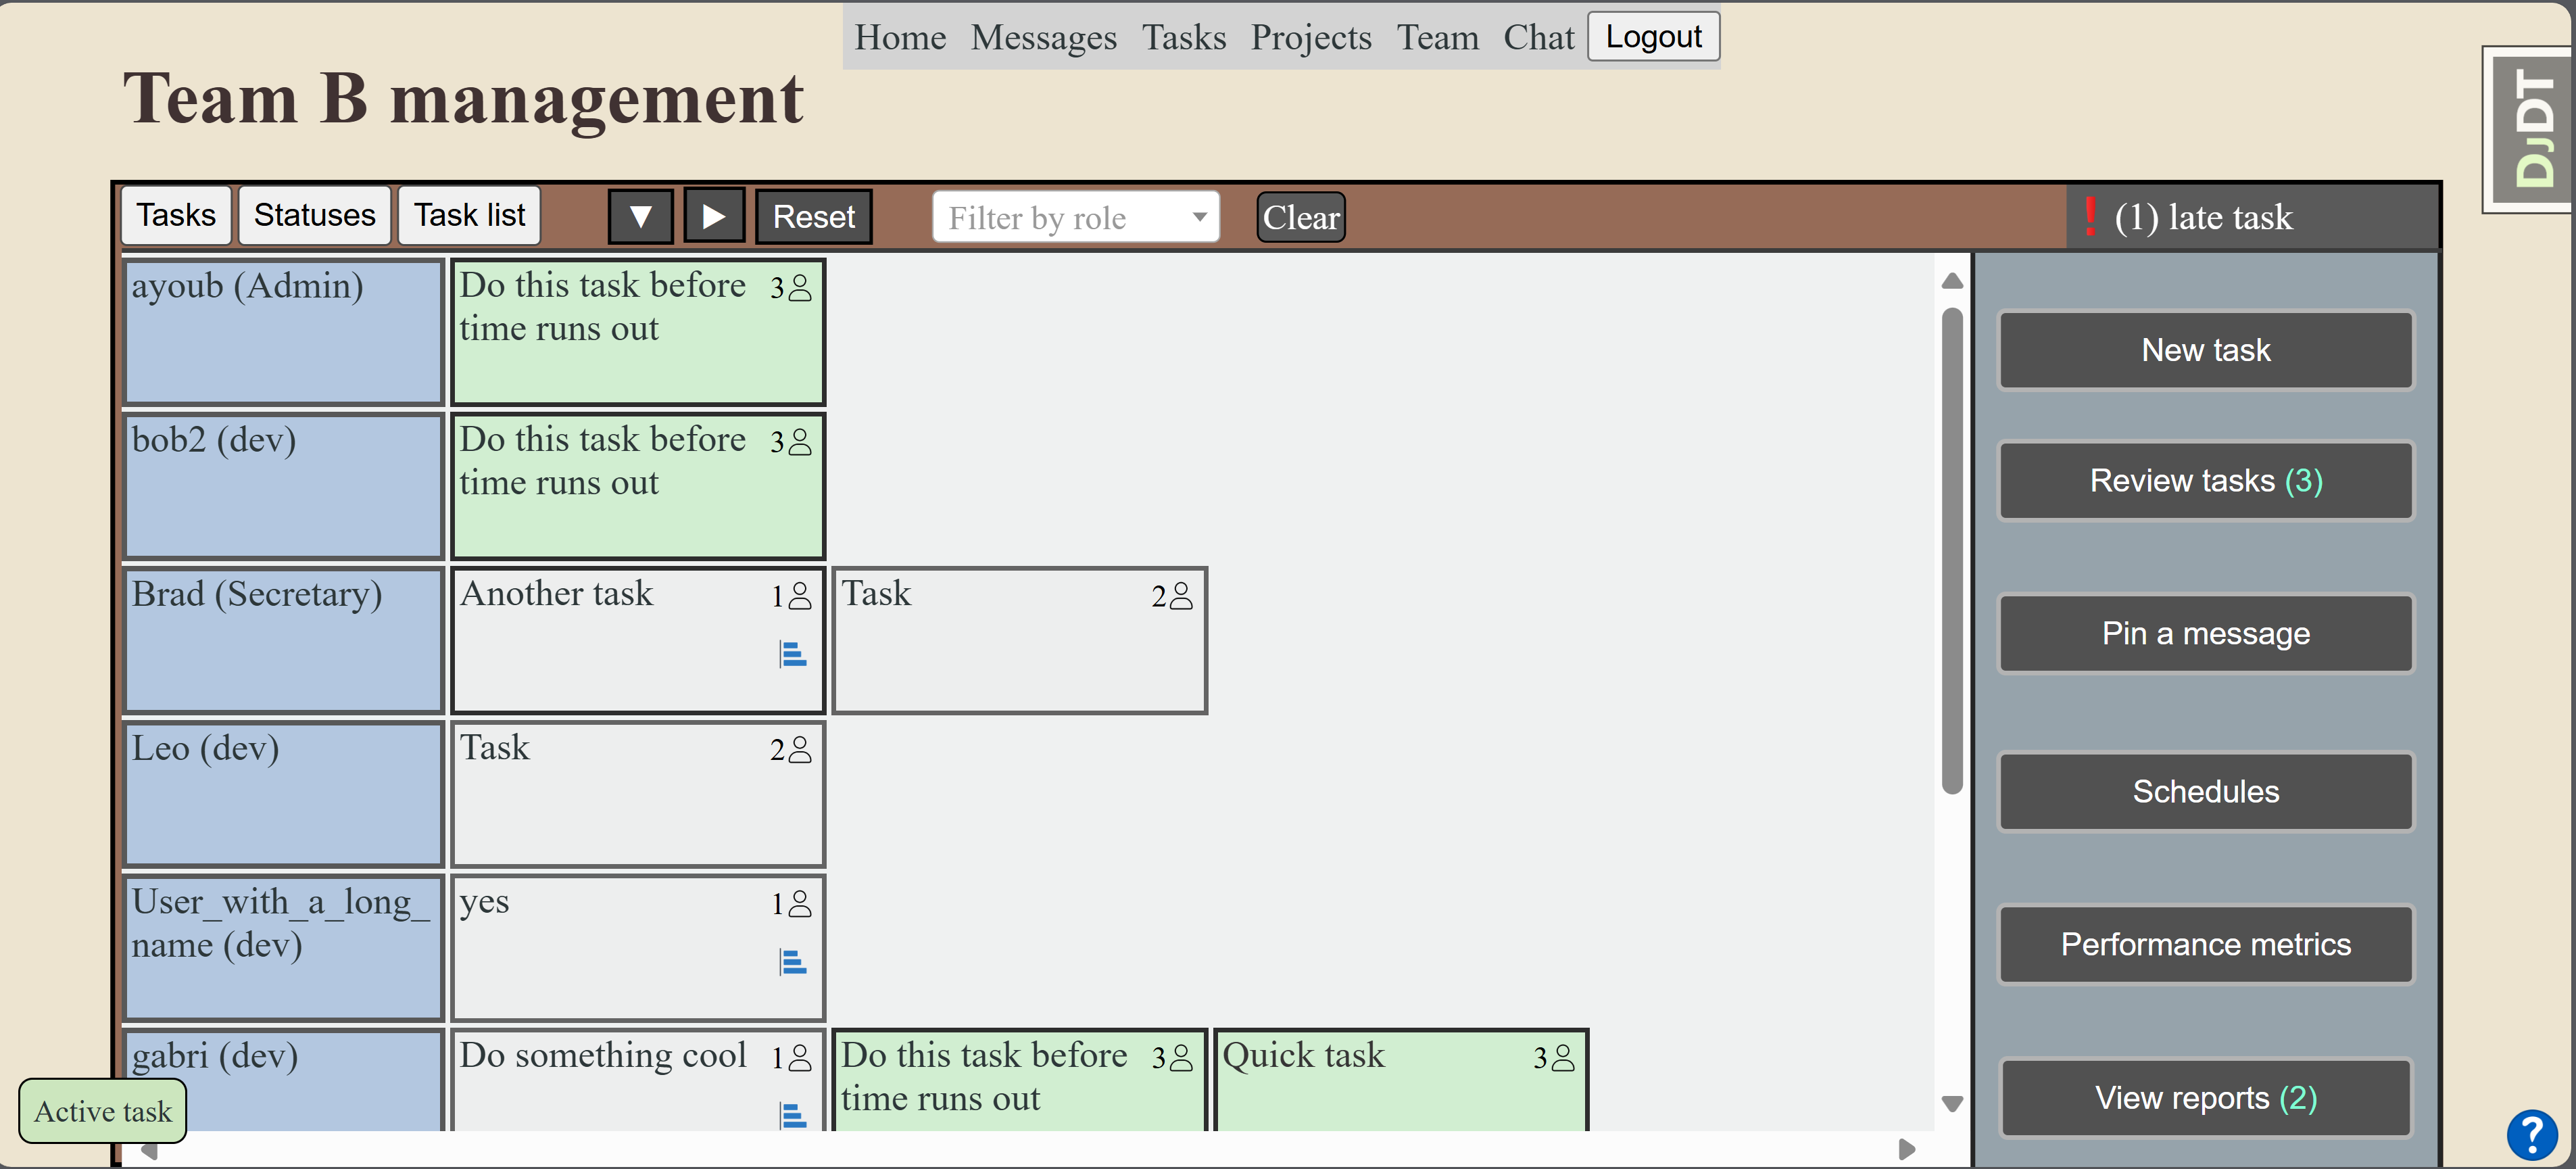 Home Messages Tasks Projects Team Chat Logout
Team B management
DJDT
Tasks Statuses Task list ▼ ▶ Reset Filter by role Clear ❗ (1) late task
ayoub (Admin)
Do this task before 3
time runs out
bob2 (dev)
Do this task before 3
time runs out
Brad (Secretary)
Another task 1
Task 2
Leo (dev)
Task 2
User_with_a_long_
name (dev)
yes 1
gabri (dev)
Do something cool 1
Do this task before 3
time runs out
Quick task 3
Active task
New task
Review tasks (3)
Pin a message
Schedules
Performance metrics
View reports (2)
?